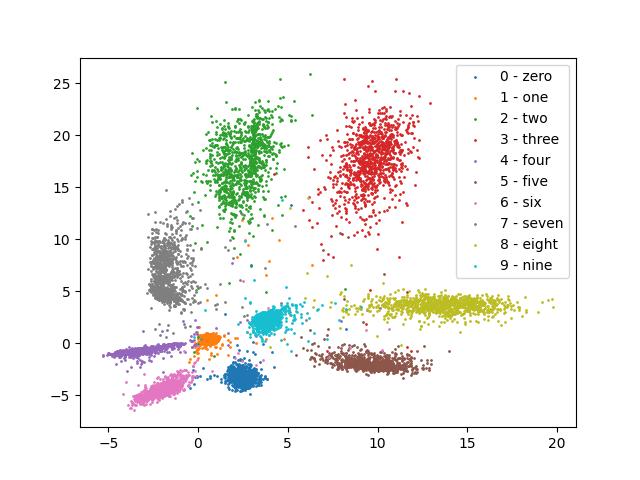 25
20
15
10
5
0
−5
−5
0
5
10
15
20
0 - zero
1 - one
2 - two
3 - three
4 - four
5 - five
6 - six
7 - seven
8 - eight
9 - nine